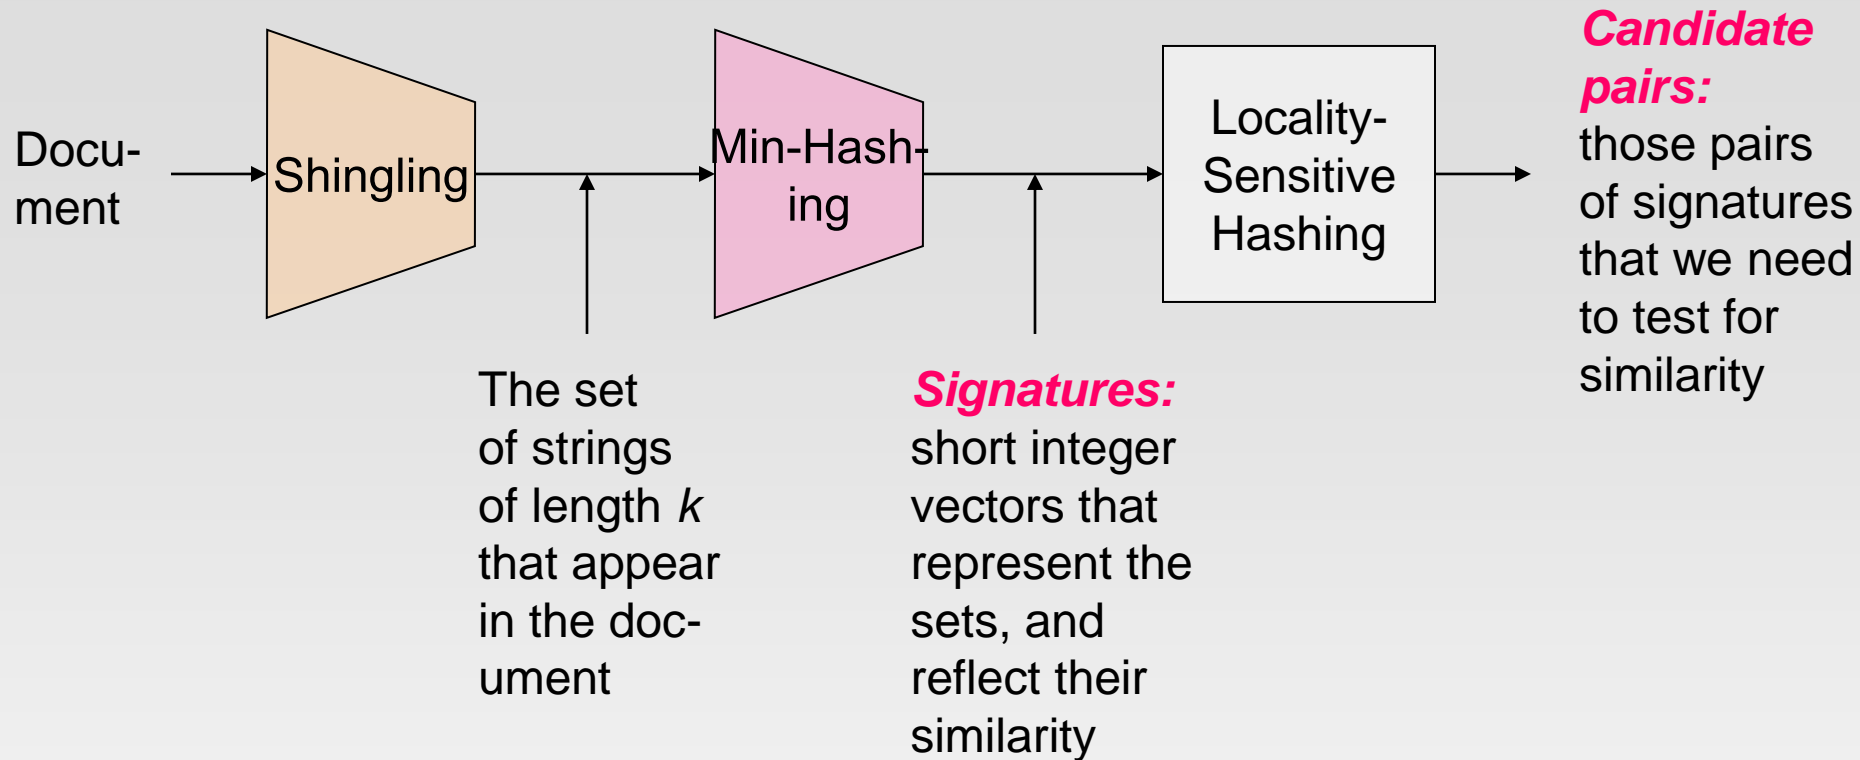 Docu-
ment
Shingling
The set
of strings
of length k
that appear
in the doc-
ument
Min-Hash-
ing
Signatures:
short integer
vectors that
represent the
sets, and
reflect their
similarity
Locality-
Sensitive
Hashing
Candidate
pairs:
those pairs
of signatures
that we need
to test for
similarity